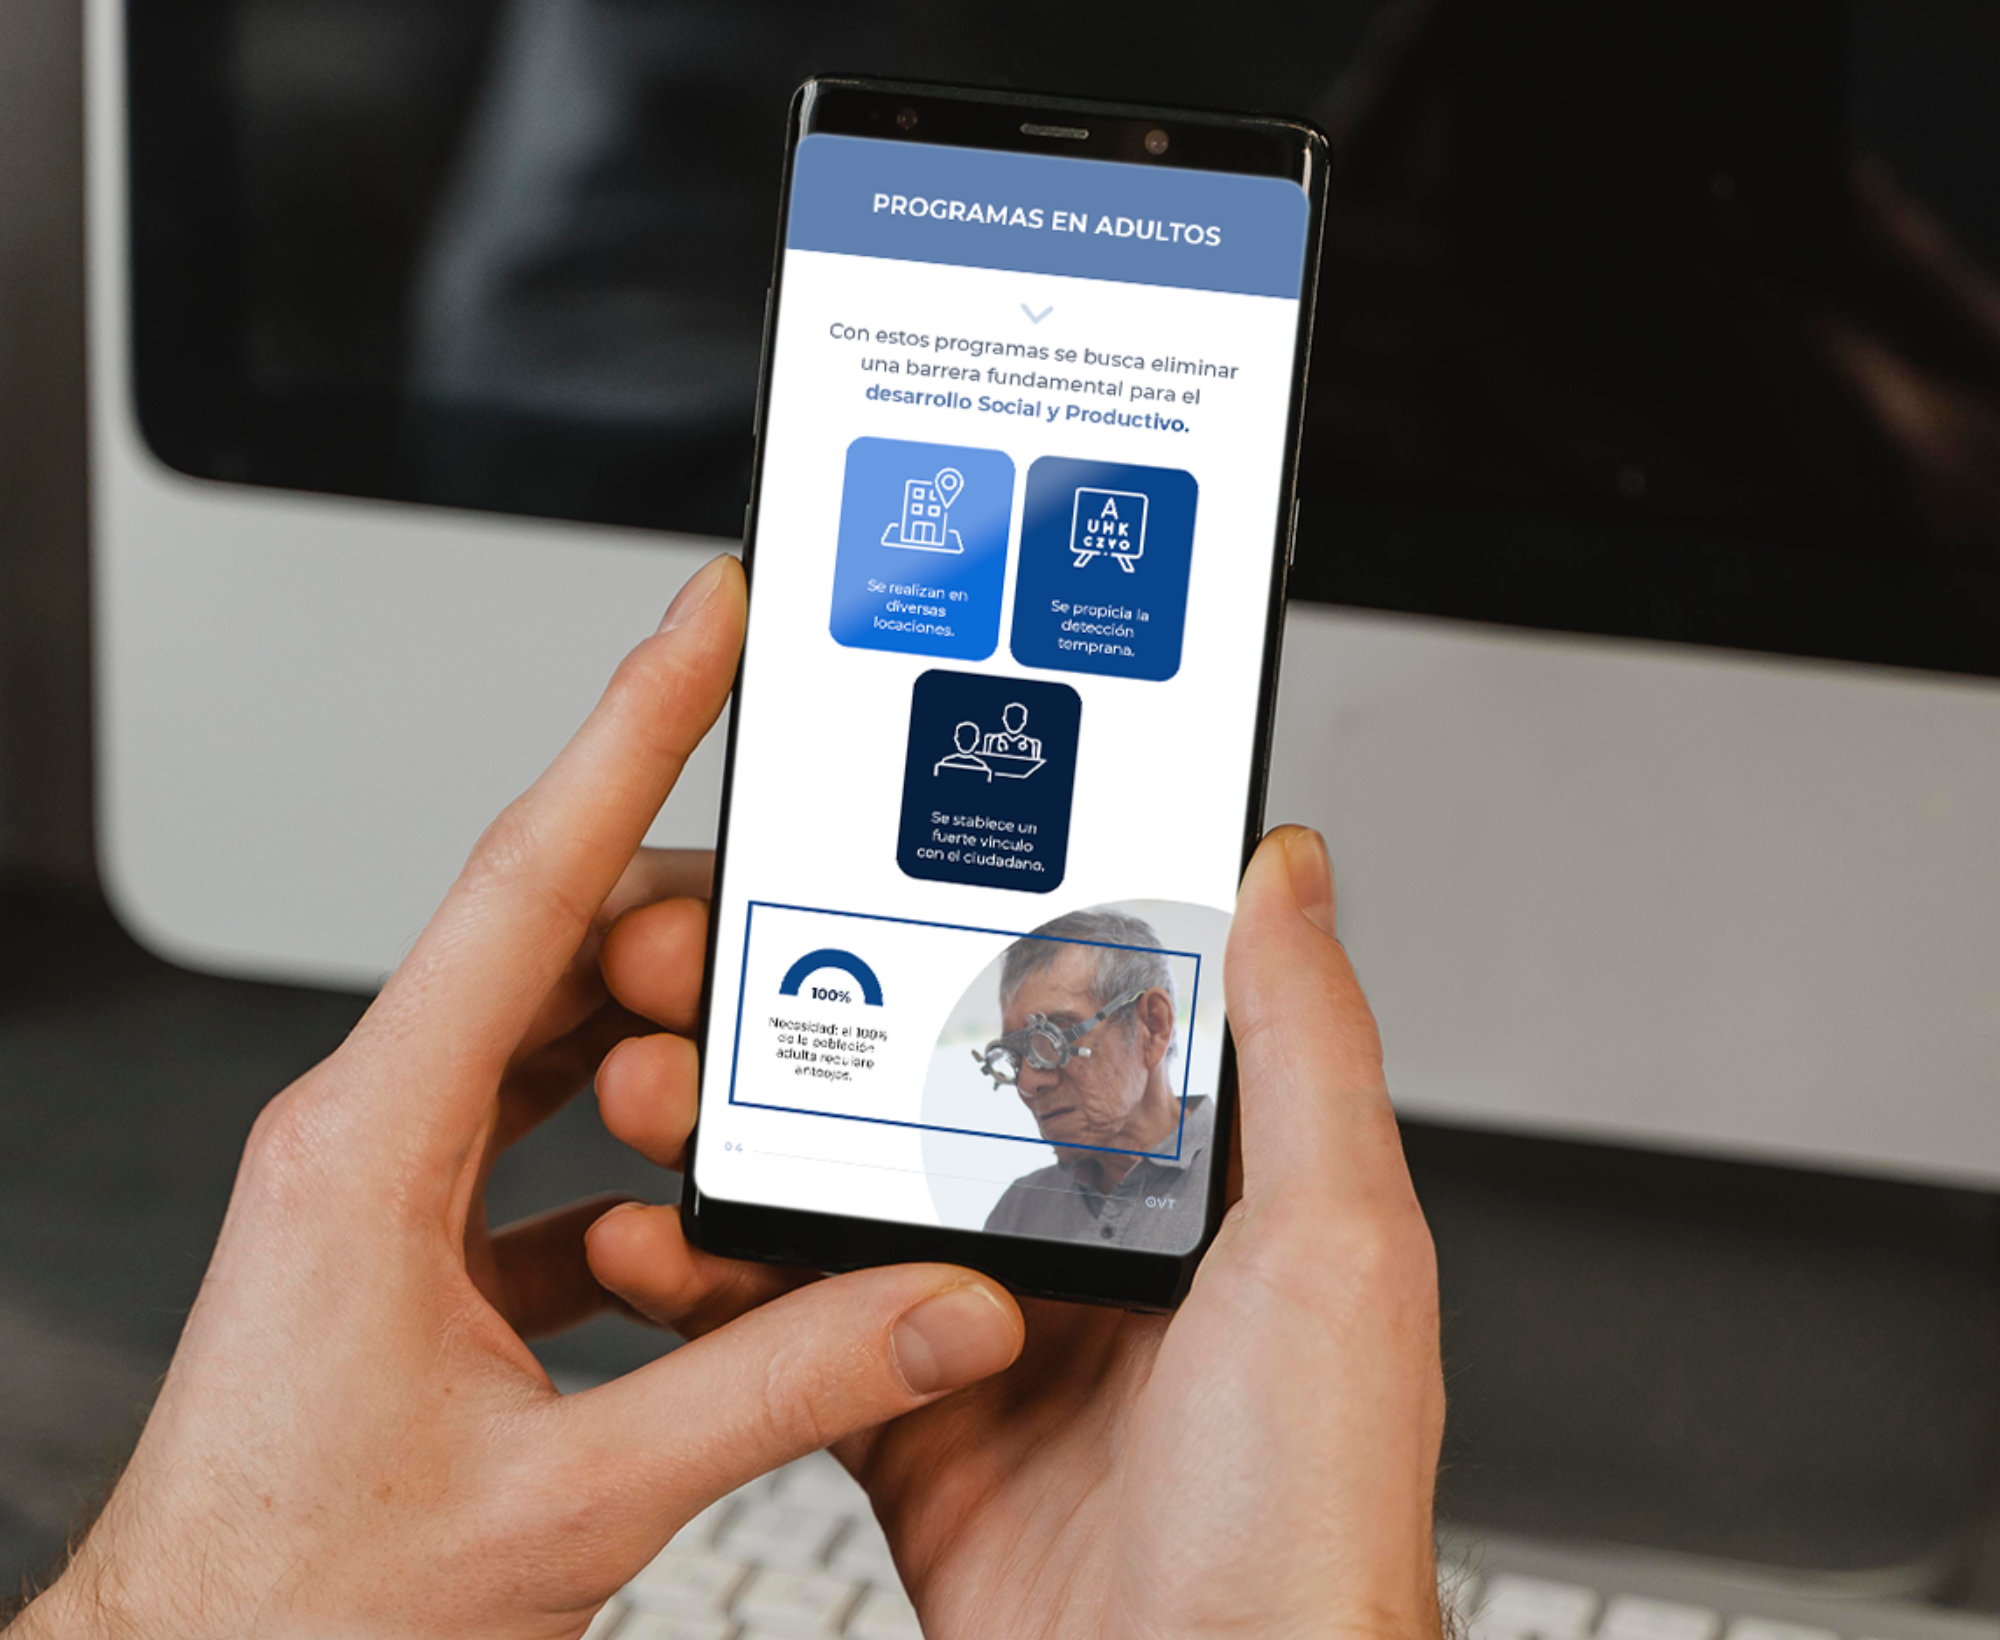 PROGRAMAS EN ADULTOS
Con estos programas se busca eliminar
una barrera fundamental para el
desarrollo Social y Productivo.
A
UHK
CZVO
Se realizan en
diversas
locaciones.
Se propicia la
detección
temprana.
Se stablece un
fuerte vínculo
con el ciudadano.
100%
Necesidad: el 100%
de la población
adulta requiere
anteojos.
04
OVT